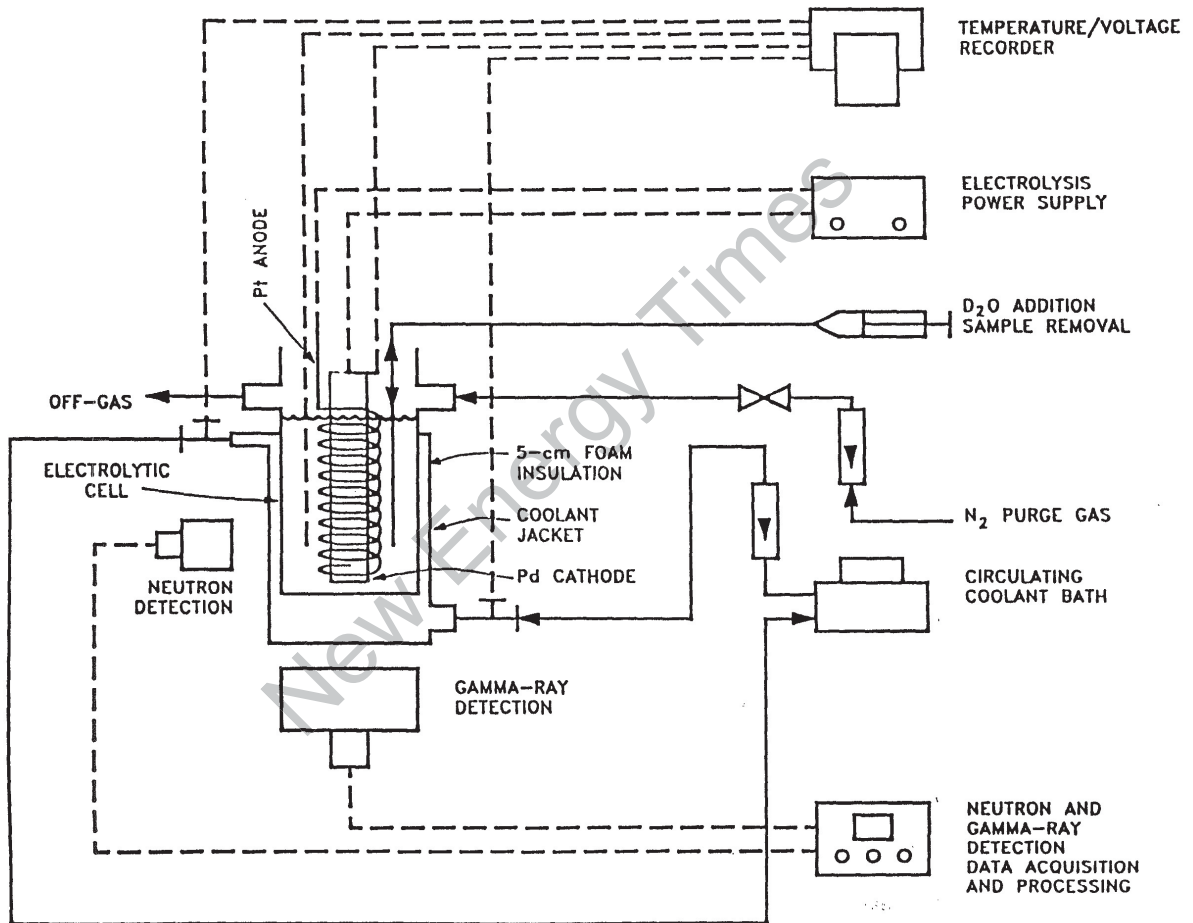 TEMPERATURE/VOLTAGE
RECORDER
ELECTROLYSIS
POWER SUPPLY
Pt ANODE
D₂O ADDITION
SAMPLE REMOVAL
OFF-GAS
5-cm FOAM
INSULATION
ELECTROLYTIC
CELL
COOLANT
JACKET
N₂ PURGE GAS
Pd CATHODE
NEUTRON
DETECTION
CIRCULATING
COOLANT BATH
GAMMA-RAY
DETECTION
NEUTRON AND
GAMMA-RAY
DETECTION
DATA ACQUISITION
AND PROCESSING
New Energy Times